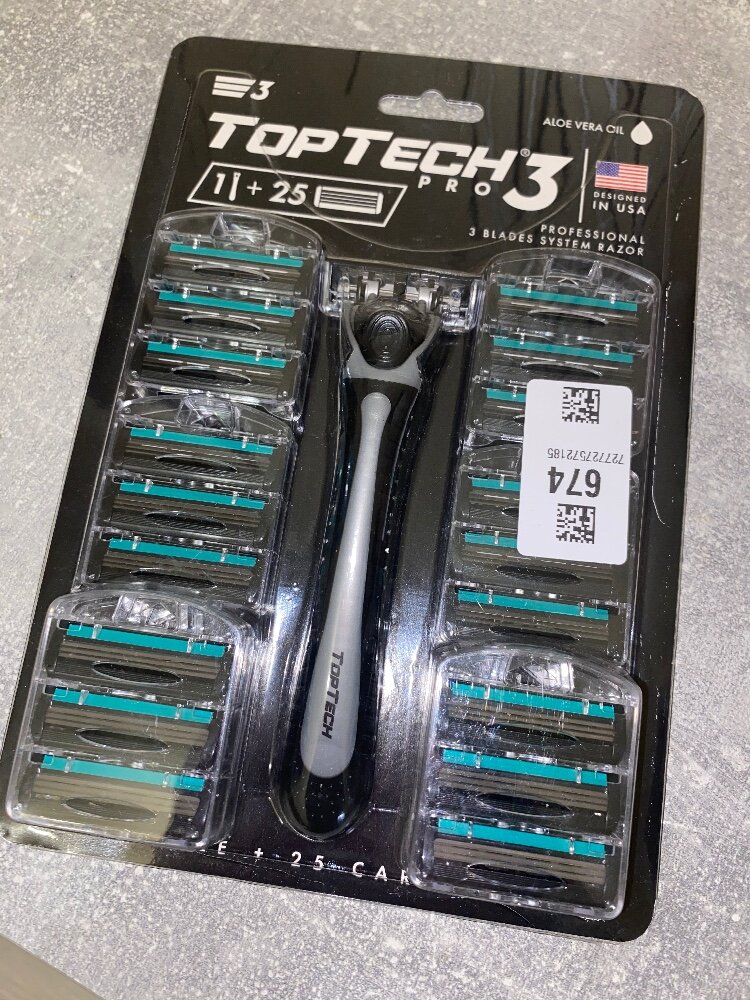 3
ALOE VERA OIL
TOPTECH® 3
PRO
1 + 25
DESIGNED
IN USA
PROFESSIONAL
3 BLADES SYSTEM RAZOR
7277727572185
674
TOPTECH
E + 25 CAR